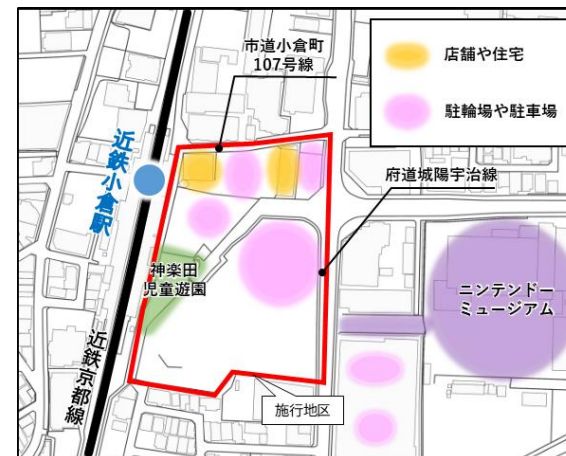 市道小倉町
107号線
店舗や住宅
駐輪場や駐車場
近鉄小倉駅
府道城陽宇治線
神楽田
児童遊園
ニンテンドー
ミュージアム
近鉄京都線
施行地区